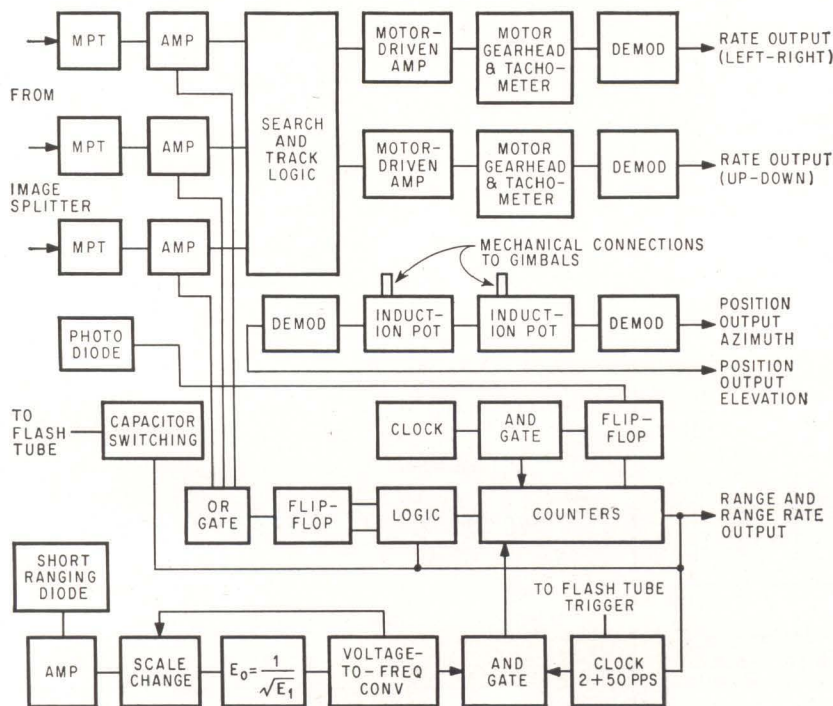 MPT
AMP
MOTOR-
DRIVEN
AMP
MOTOR
GEARHEAD
& TACHO-
METER
DEMOD
RATE OUTPUT
(LEFT-RIGHT)
FROM
SEARCH
AND
TRACK
LOGIC
MPT
AMP
MOTOR-
DRIVEN
AMP
MOTOR
GEARHEAD
& TACHO-
METER
DEMOD
RATE OUTPUT
(UP-DOWN)
IMAGE
SPLITTER
MPT
AMP
MECHANICAL CONNECTIONS
TO GIMBALS
DEMOD
INDUCT-
ION POT
INDUCT-
ION POT
DEMOD
POSITION
OUTPUT
AZIMUTH
PHOTO
DIODE
POSITION
OUTPUT
ELEVATION
TO
FLASH
TUBE
CAPACITOR
SWITCHING
CLOCK
AND
GATE
FLIP-
FLOP
OR
GATE
FLIP-
FLOP
LOGIC
COUNTERS
RANGE AND
RANGE RATE
OUTPUT
SHORT
RANGING
DIODE
TO FLASH TUBE
TRIGGER
AMP
SCALE
CHANGE
E₀=1/√E₁
VOLTAGE-
TO-FREQ
CONV
AND
GATE
CLOCK
2+50 PPS